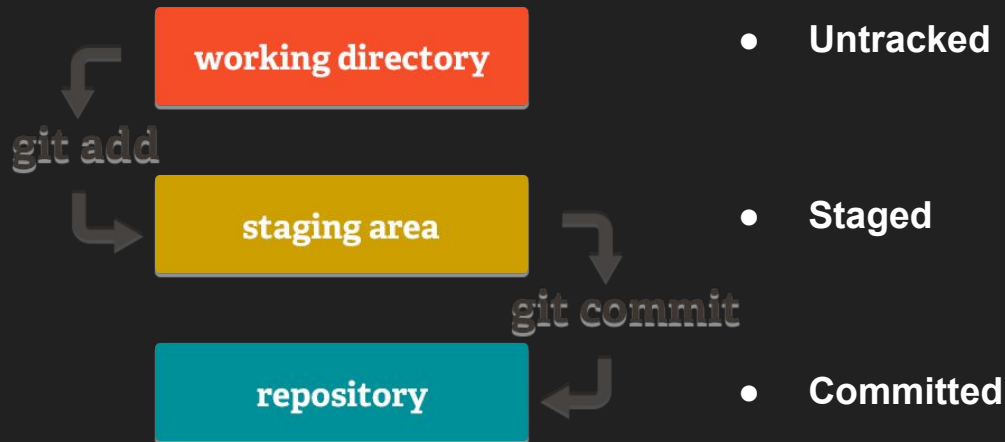 working directory
● Untracked
git add
staging area
● Staged
git commit
repository
● Committed